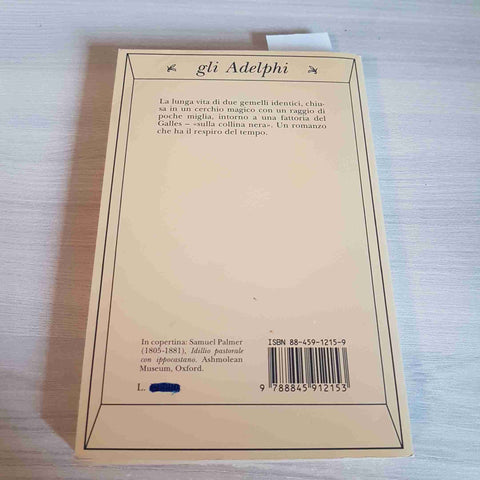 gli Adelphi
La lunga vita di due gemelli identici, chiu-
sa in un cerchio magico con un raggio di
poche miglia, intorno a una fattoria del
Galles – «sulla collina nera». Un romanzo
che ha il respiro del tempo.
In copertina: Samuel Palmer
(1805-1881), Idillio pastorale
con ippocastano. Ashmolean
Museum, Oxford.
L.
ISBN 88-459-1215-9
9 788845 912153